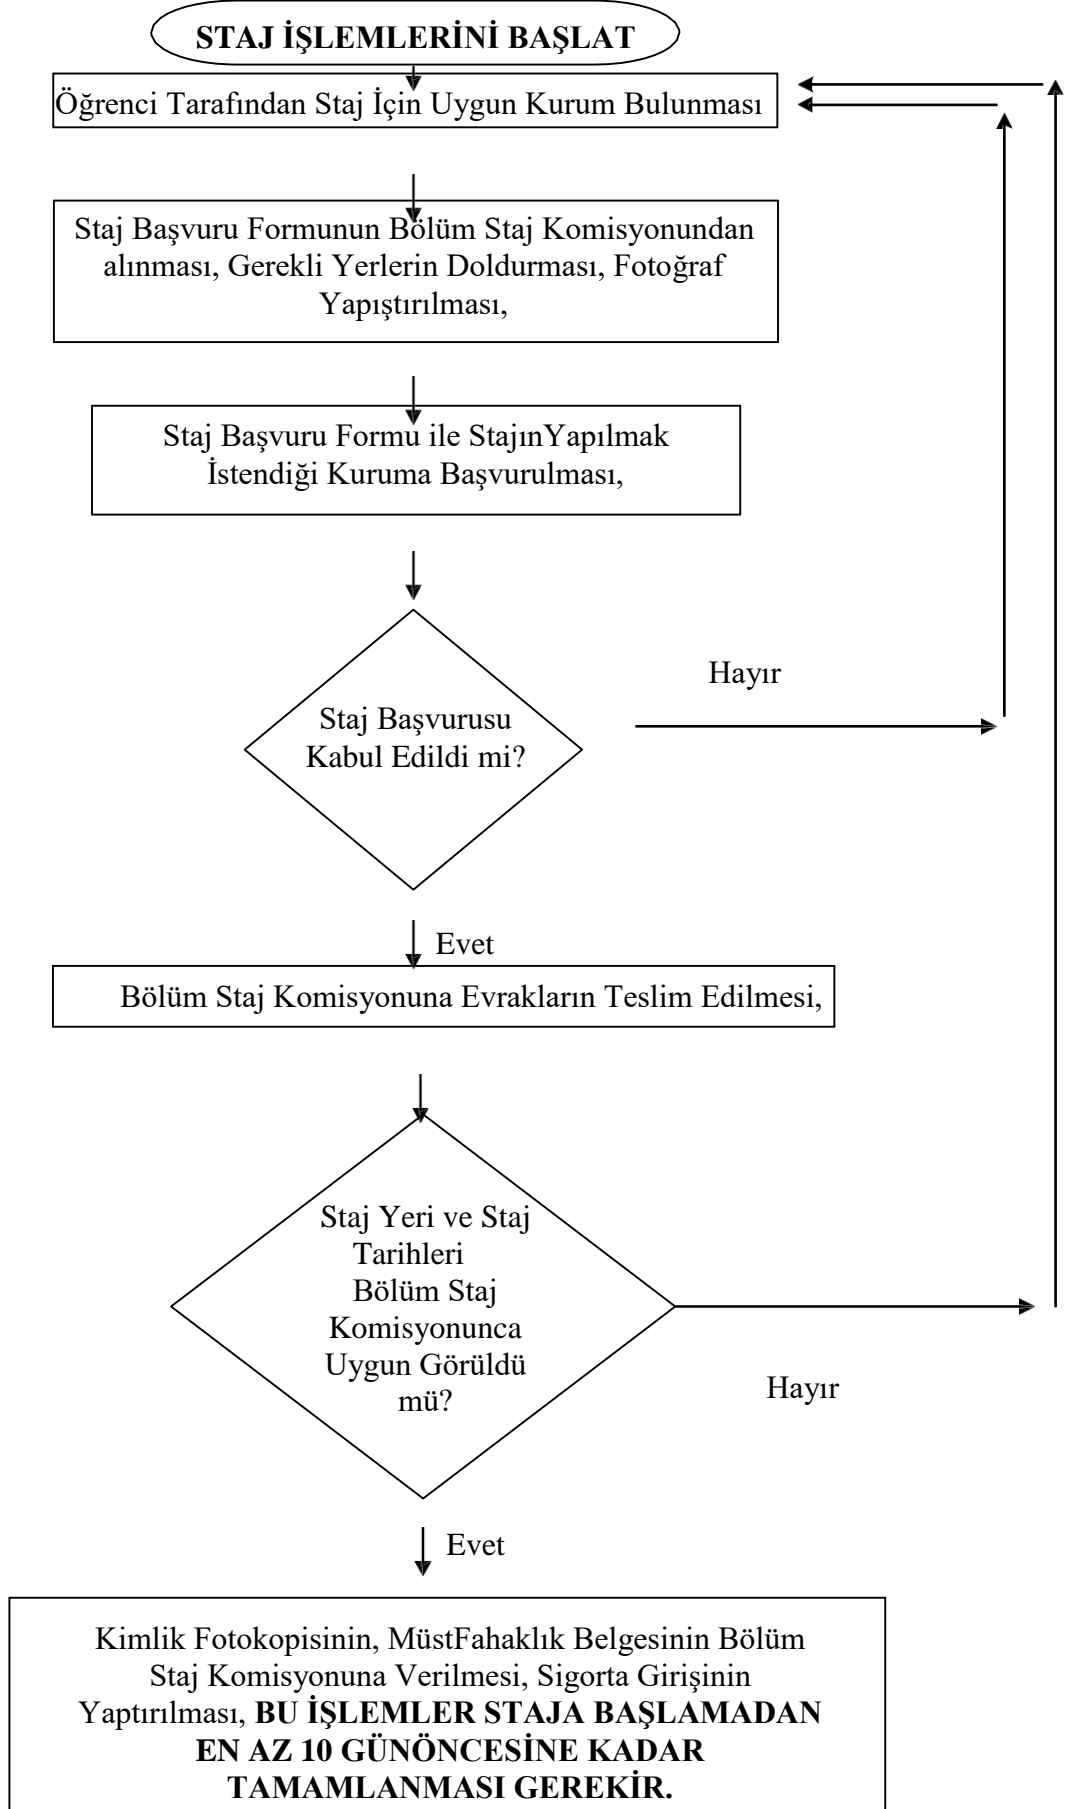 STAJ İŞLEMLERİNİ BAŞLAT
Öğrenci Tarafından Staj İçin Uygun Kurum Bulunması
Staj Başvuru Formunun Bölüm Staj Komisyonundan
alınması, Gerekli Yerlerin Doldurması, Fotoğraf
Yapıştırılması,
Staj Başvuru Formu ile StajınYapılmak
İstendiği Kuruma Başvurulması,
Hayır
Staj Başvurusu
Kabul Edildi mi?
Evet
Bölüm Staj Komisyonuna Evrakların Teslim Edilmesi,
Staj Yeri ve Staj
Tarihleri
Bölüm Staj
Komisyonunca
Uygun Görüldü
mü?
Hayır
Evet
Kimlik Fotokopisinin, MüstFahaklık Belgesinin Bölüm
Staj Komisyonuna Verilmesi, Sigorta Girişinin
Yaptırılması, BU İŞLEMLER STAJA BAŞLAMADAN
EN AZ 10 GÜNÖNCESİNE KADAR
TAMAMLANMASI GEREKİR.